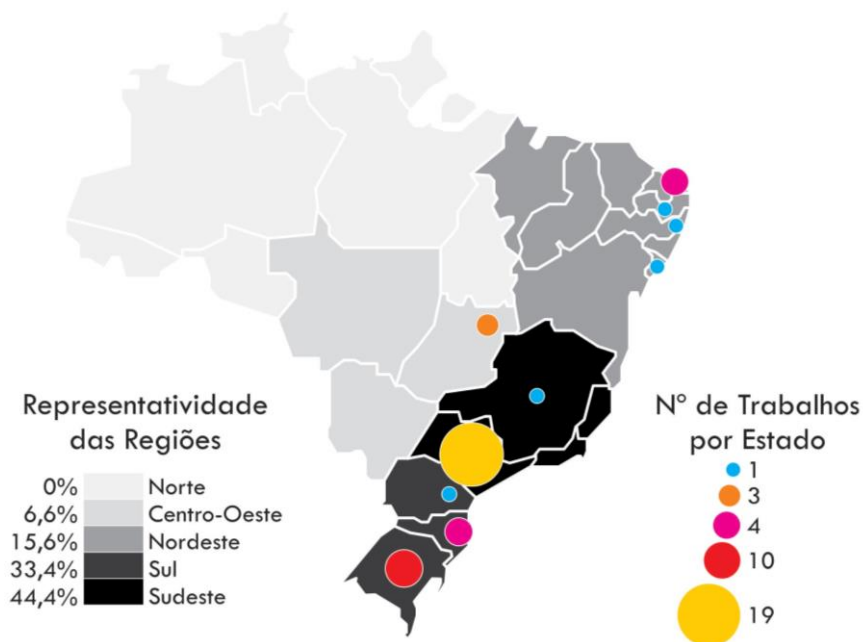 Representatividade
das Regiões
0% Norte
6,6% Centro-Oeste
15,6% Nordeste
33,4% Sul
44,4% Sudeste
Nº de Trabalhos
por Estado
1
3
4
10
19